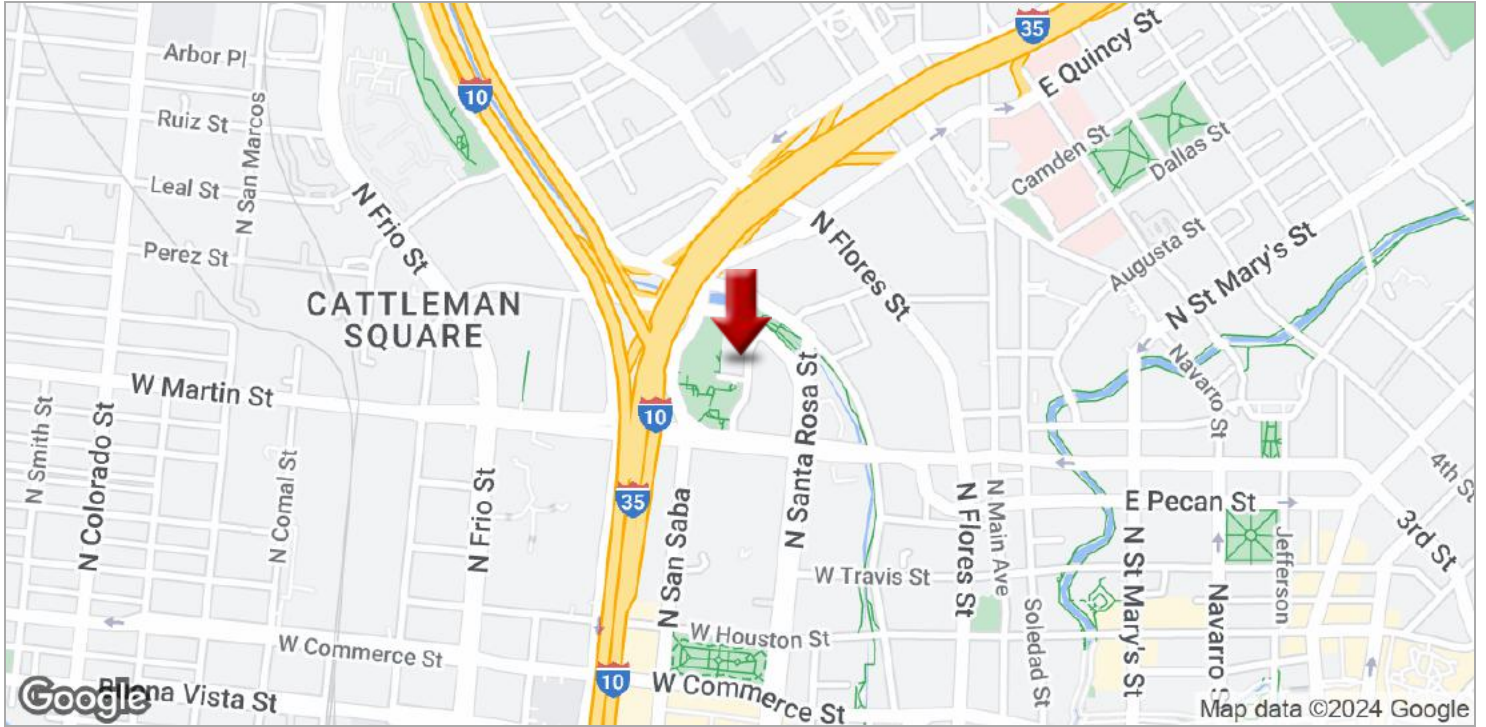 35
E Quincy St
Arbor Pl
10
Ruiz St
N San Marcos
Camden St
Dallas St
Leal St
N Frio St
N Flores St
Augusta St
N St Mary's St
Perez St
CATTLEMAN
SQUARE
Navarro St
W Martin St
10
N Santa Rosa St
N Smith St
N Colorado St
N Comal St
N Frio St
35
N San Saba
N Flores St
N Main Ave
E Pecan St
4th St
3rd St
Jefferson
N St Mary's St
Navarro S
W Travis St
Soledad St
W Houston St
W Commerce St
10
W Commerce St
Google
Buena Vista St
Map data ©2024 Google